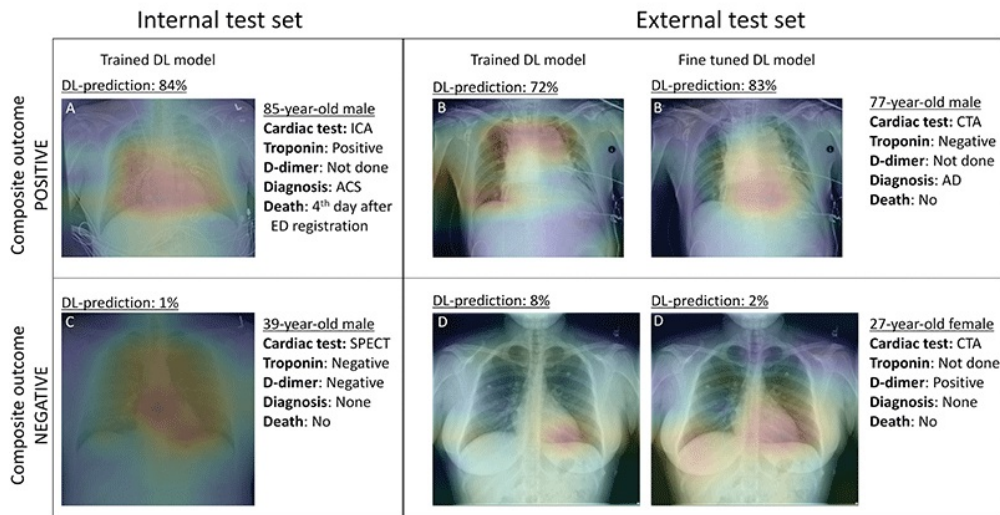 Internal test set
External test set
Composite outcome
POSITIVE
Trained DL model
DL-prediction: 84%
A
85-year-old male
Cardiac test: ICA
Troponin: Positive
D-dimer: Not done
Diagnosis: ACS
Death: 4th day after
ED registration
Trained DL model
DL-prediction: 72%
B
Fine tuned DL model
DL-prediction: 83%
B
77-year-old male
Cardiac test: CTA
Troponin: Negative
D-dimer: Not done
Diagnosis: AD
Death: No
Composite outcome
NEGATIVE
DL-prediction: 1%
C
39-year-old male
Cardiac test: SPECT
Troponin: Negative
D-dimer: Negative
Diagnosis: None
Death: No
DL-prediction: 8%
D
DL-prediction: 2%
D
27-year-old female
Cardiac test: CTA
Troponin: Not done
D-dimer: Positive
Diagnosis: None
Death: No